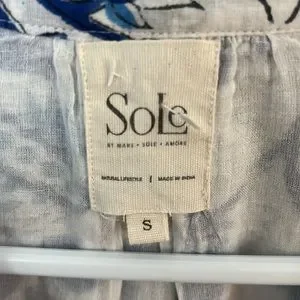 SoLe
BY MARE • SOLE • AMORE
NATURAL LIFESTYLE | MADE IN INDIA
S